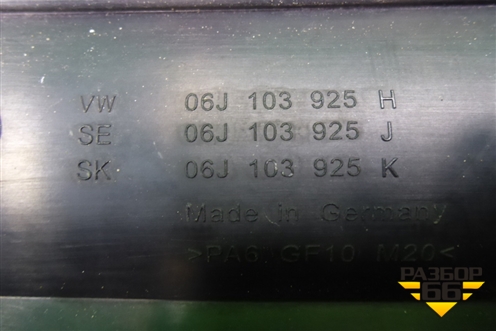 VW 06J 103 925 H
SE 06J 103 925 J
SK 06J 103 925 K
Made in Germany
>PA6 GF10 M20<
РАЗБОР
66